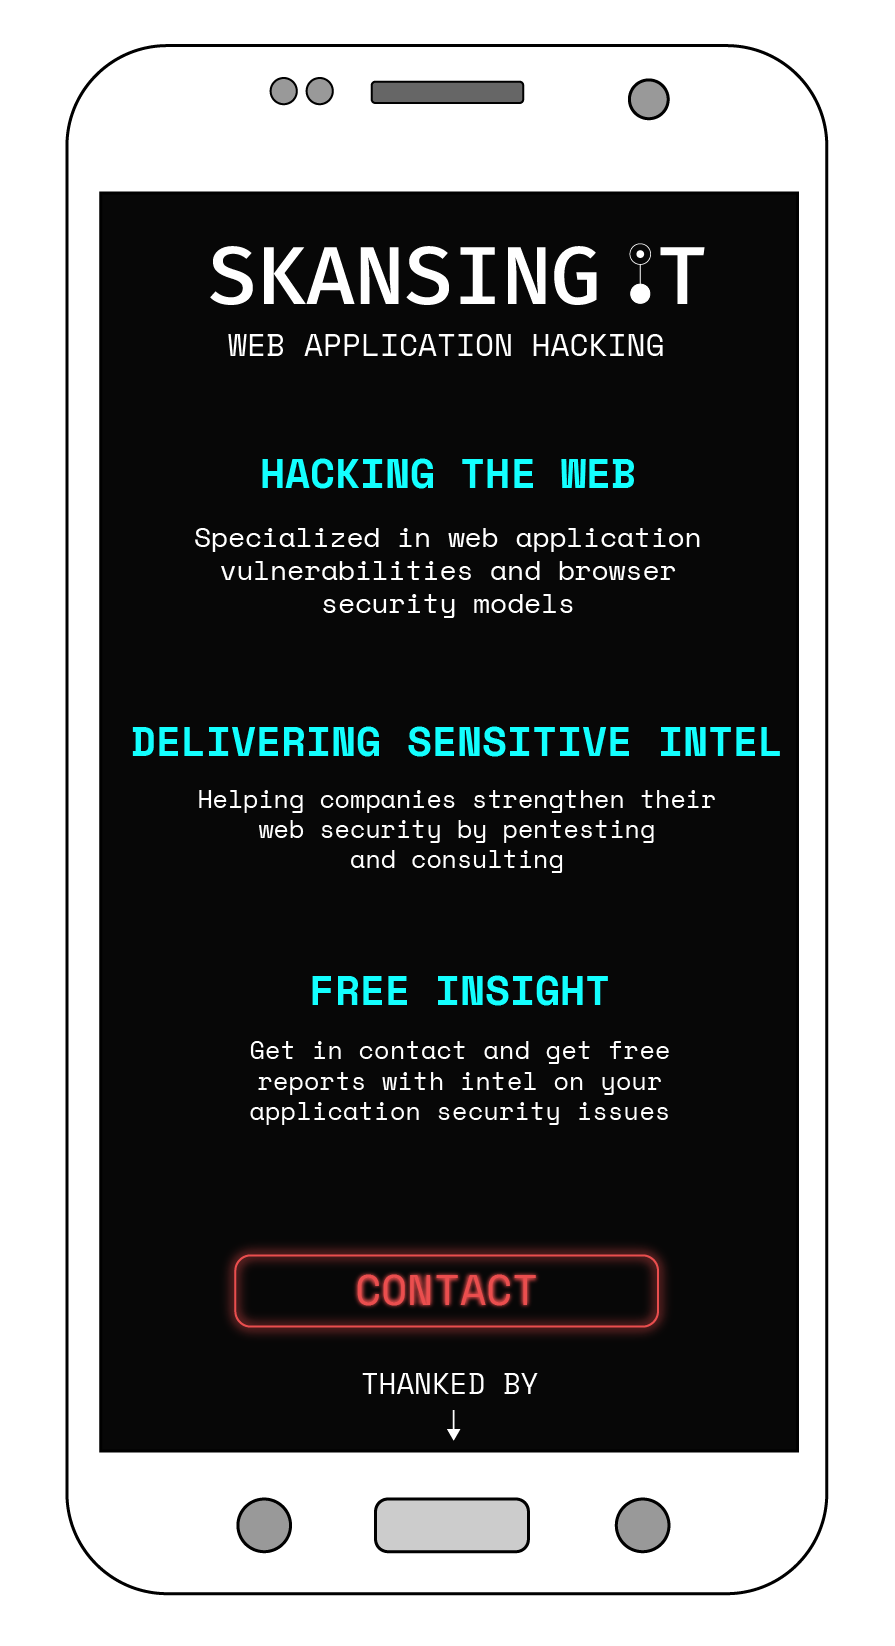 SKANSING IT
WEB APPLICATION HACKING
HACKING THE WEB
Specialized in web application
vulnerabilities and browser
security models
DELIVERING SENSITIVE INTEL
Helping companies strengthen their
web security by pentesting
and consulting
FREE INSIGHT
Get in contact and get free
reports with intel on your
application security issues
CONTACT
THANKED BY